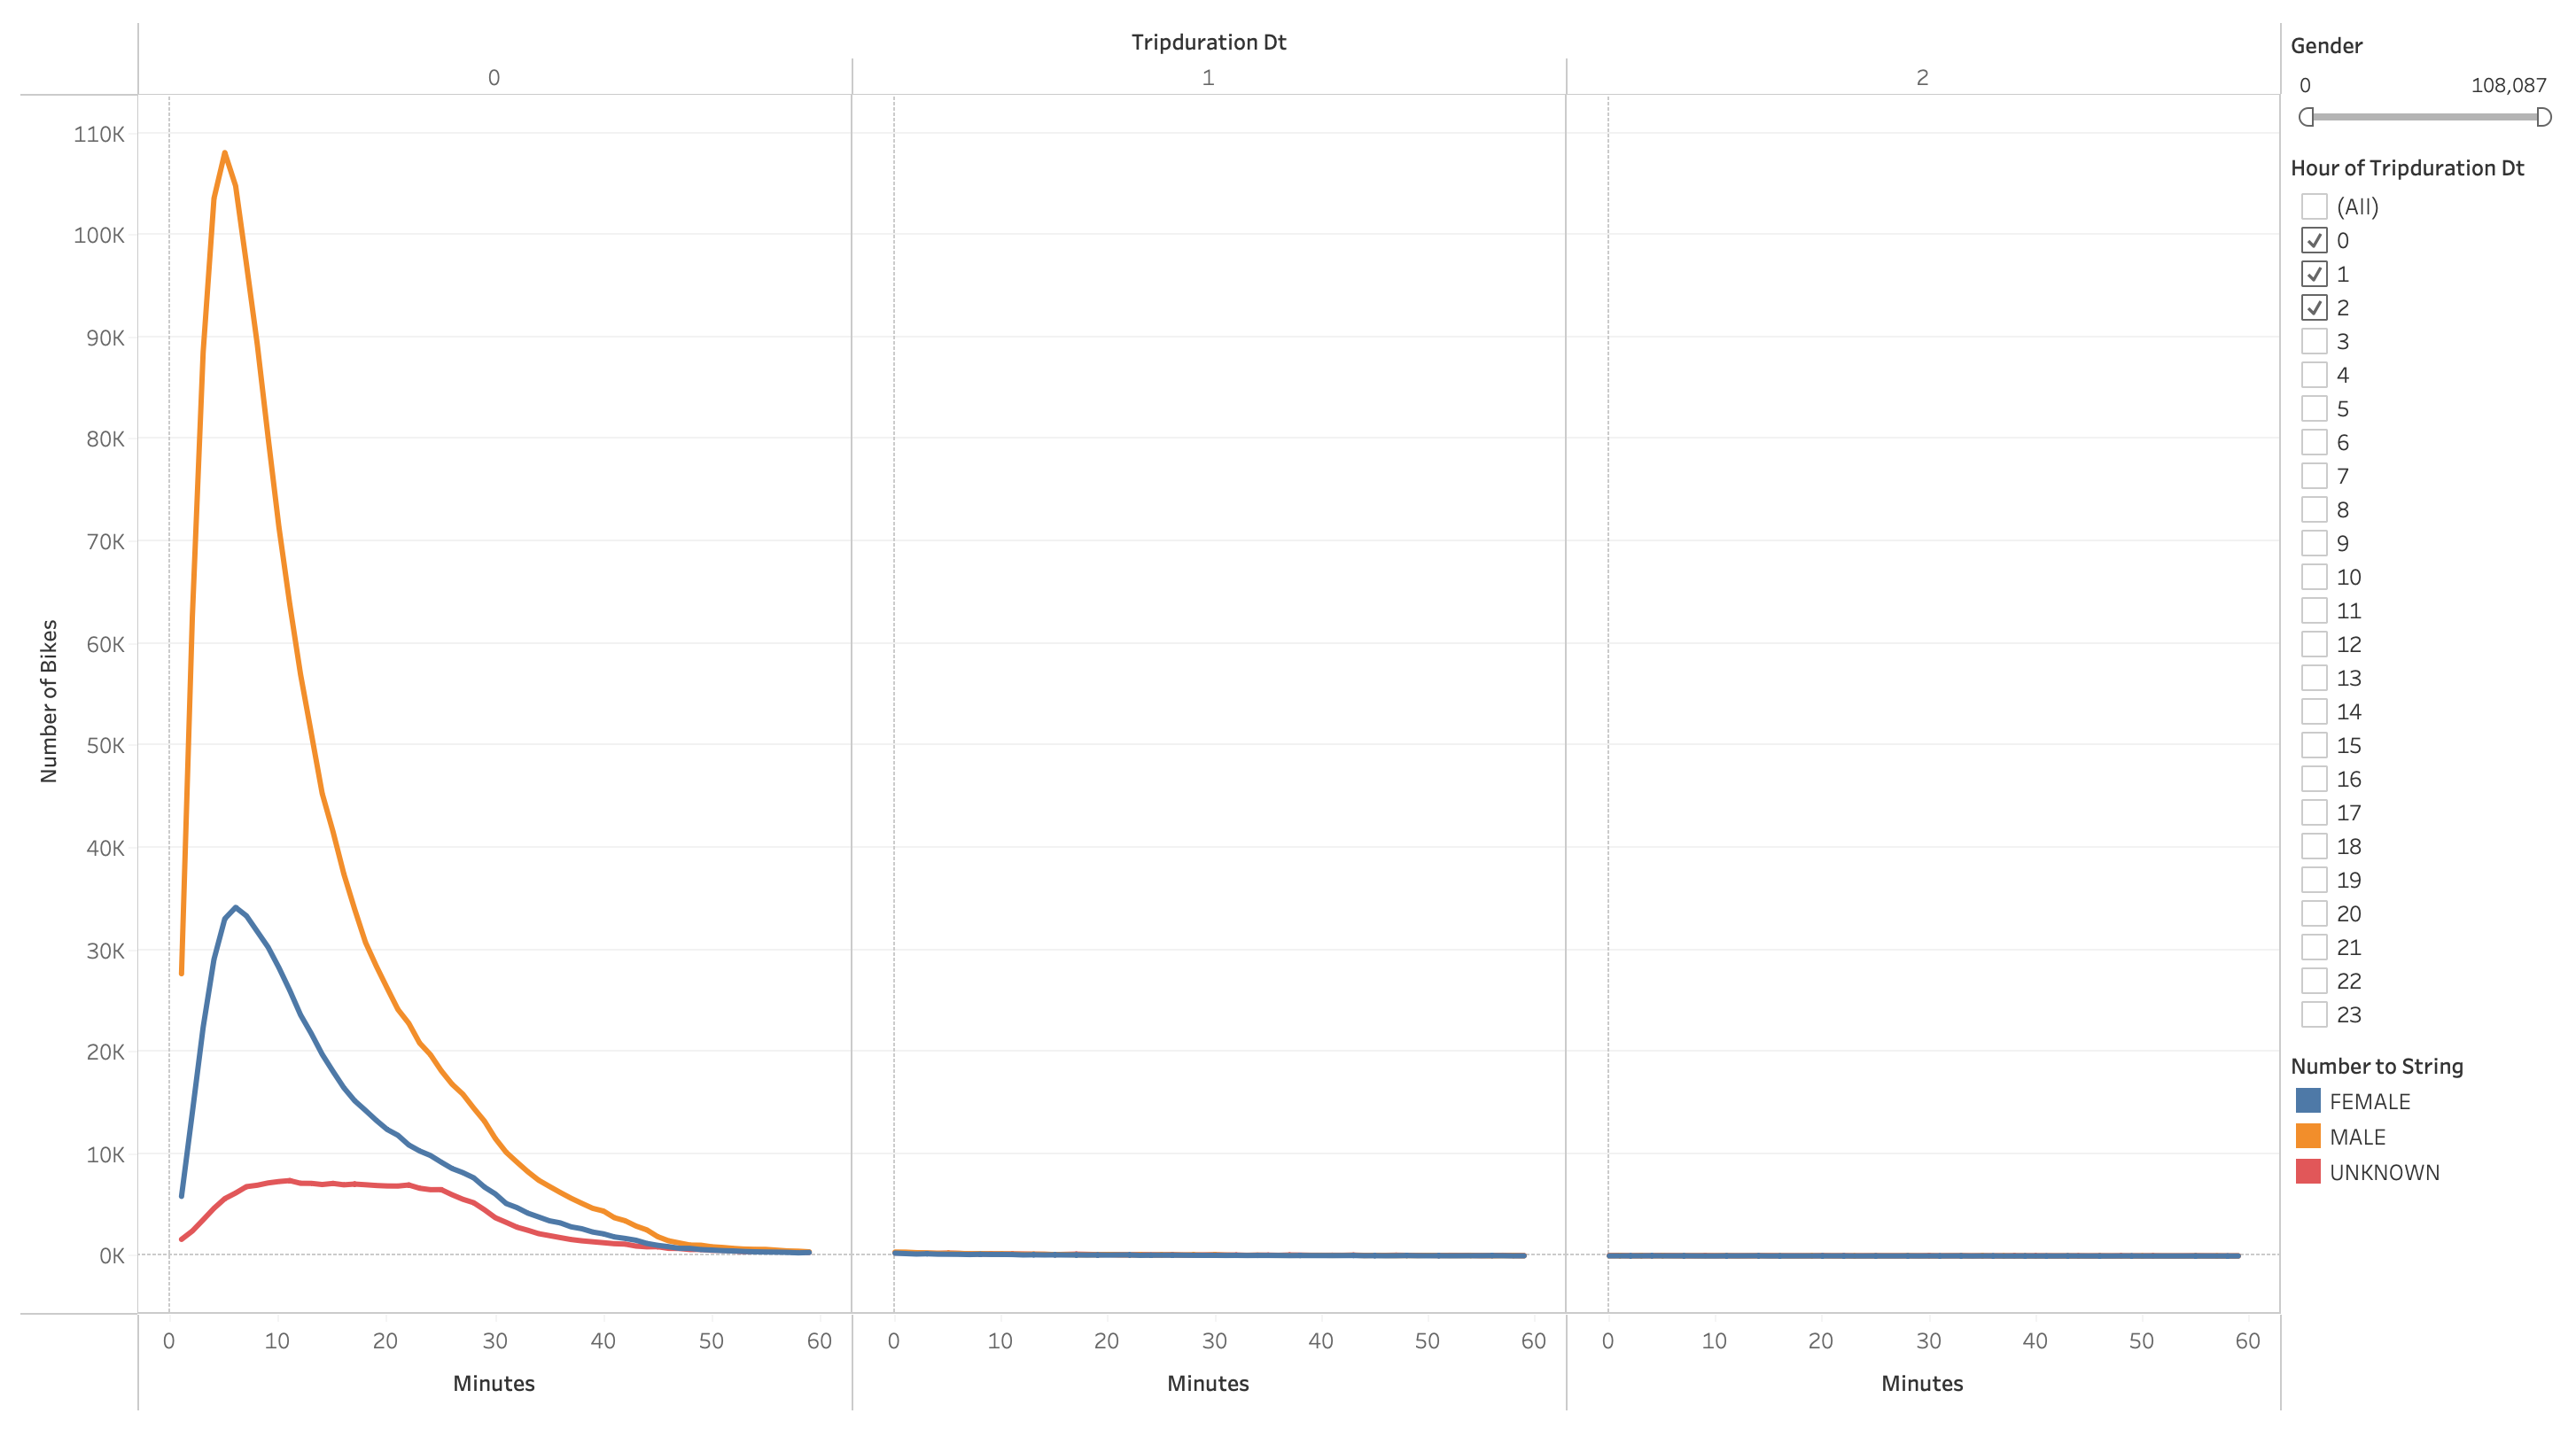 Tripduration Dt
0 1 2
110K
100K
90K
80K
70K
60K
50K
40K
30K
20K
10K
0K
Number of Bikes
0 10 20 30 40 50 60 0 10 20 30 40 50 60 0 10 20 30 40 50 60
Minutes Minutes Minutes
Gender
0 108,087
Hour of Tripduration Dt
(All)
0
1
2
3
4
5
6
7
8
9
10
11
12
13
14
15
16
17
18
19
20
21
22
23
Number to String
FEMALE
MALE
UNKNOWN